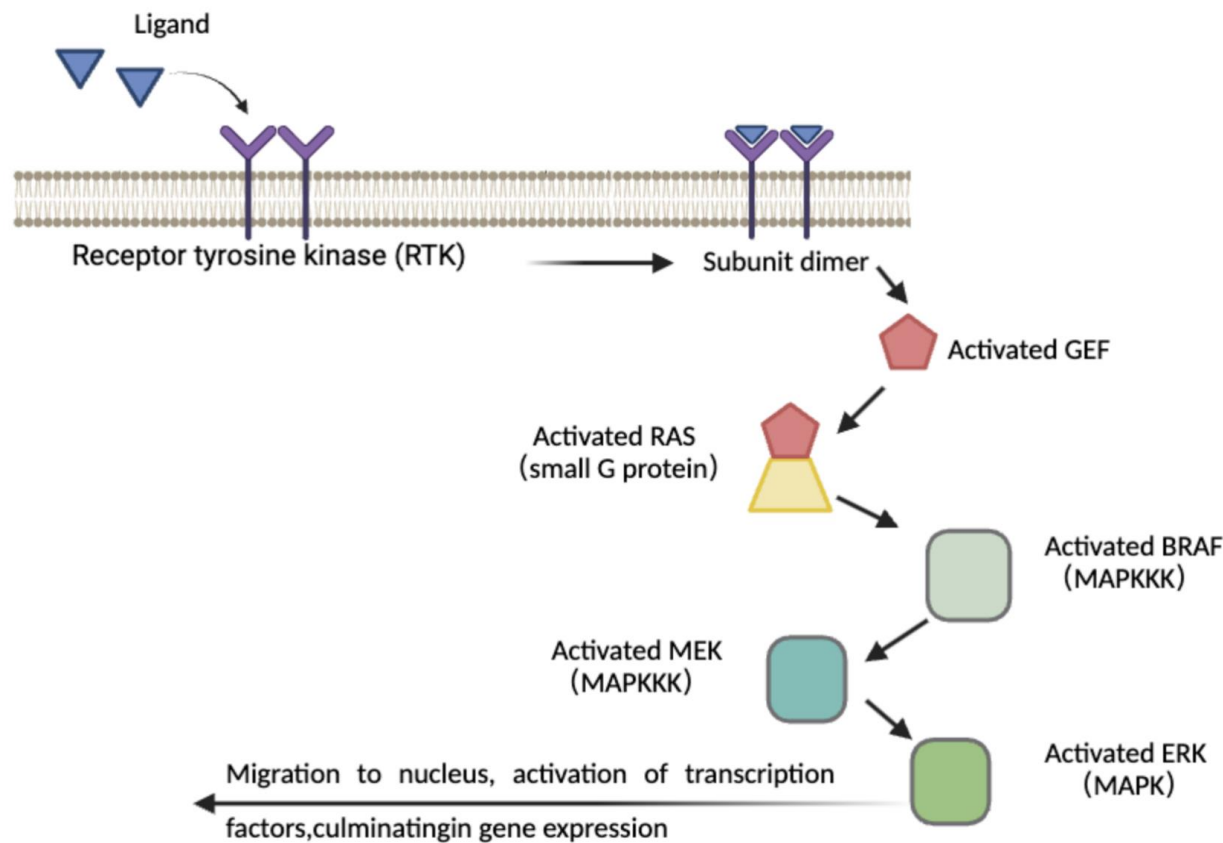 Ligand
Receptor tyrosine kinase (RTK)
Subunit dimer
Activated GEF
Activated RAS
(small G protein)
Activated BRAF
(MAPKKK)
Activated MEK
(MAPKKK)
Activated ERK
(MAPK)
Migration to nucleus, activation of transcription
factors,culminatingin gene expression